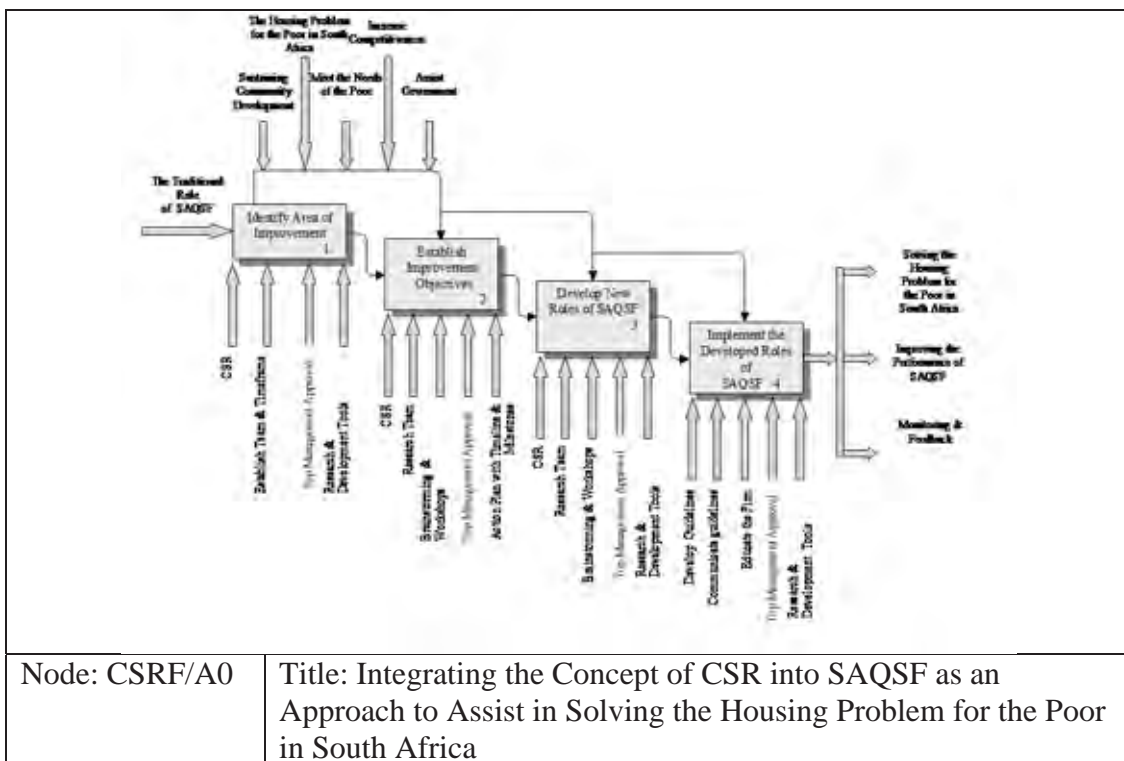 The Housing Problem
for the Poor in South
Africa
Increase
Competitiveness
Sustaining
Community
Development
Meet the Needs
of the Poor
Assist
Government
The Traditional
Role
of SAQSF
Identify Area of
Improvement
1
Establish
Improvement
Objectives
2
Develop New
Roles of SAQSF
3
Implement the
Developed Roles
of
SAQSF 4
Solving the
Housing
Problem for
the Poor in
South Africa
Improving the
Performance of
SAQSF
Monitoring &
Feedback
CSR
Establish Team & Timeframe
Top Management Approval
Research &
Development Tools
CSR
Research Team
Brainstorming &
Workshops
Top Management Approval
Action Plan with Timeline &
Milestones
CSR
Research Team
Brainstorming & Workshops
Top Management Approval
Research &
Development Tools
Develop Guidelines
Communicate guidelines
Educate the Firm
Top Management Approval
Research &
Development Tools
Node: CSRF/A0
Title: Integrating the Concept of CSR into SAQSF as an
Approach to Assist in Solving the Housing Problem for the Poor
in South Africa